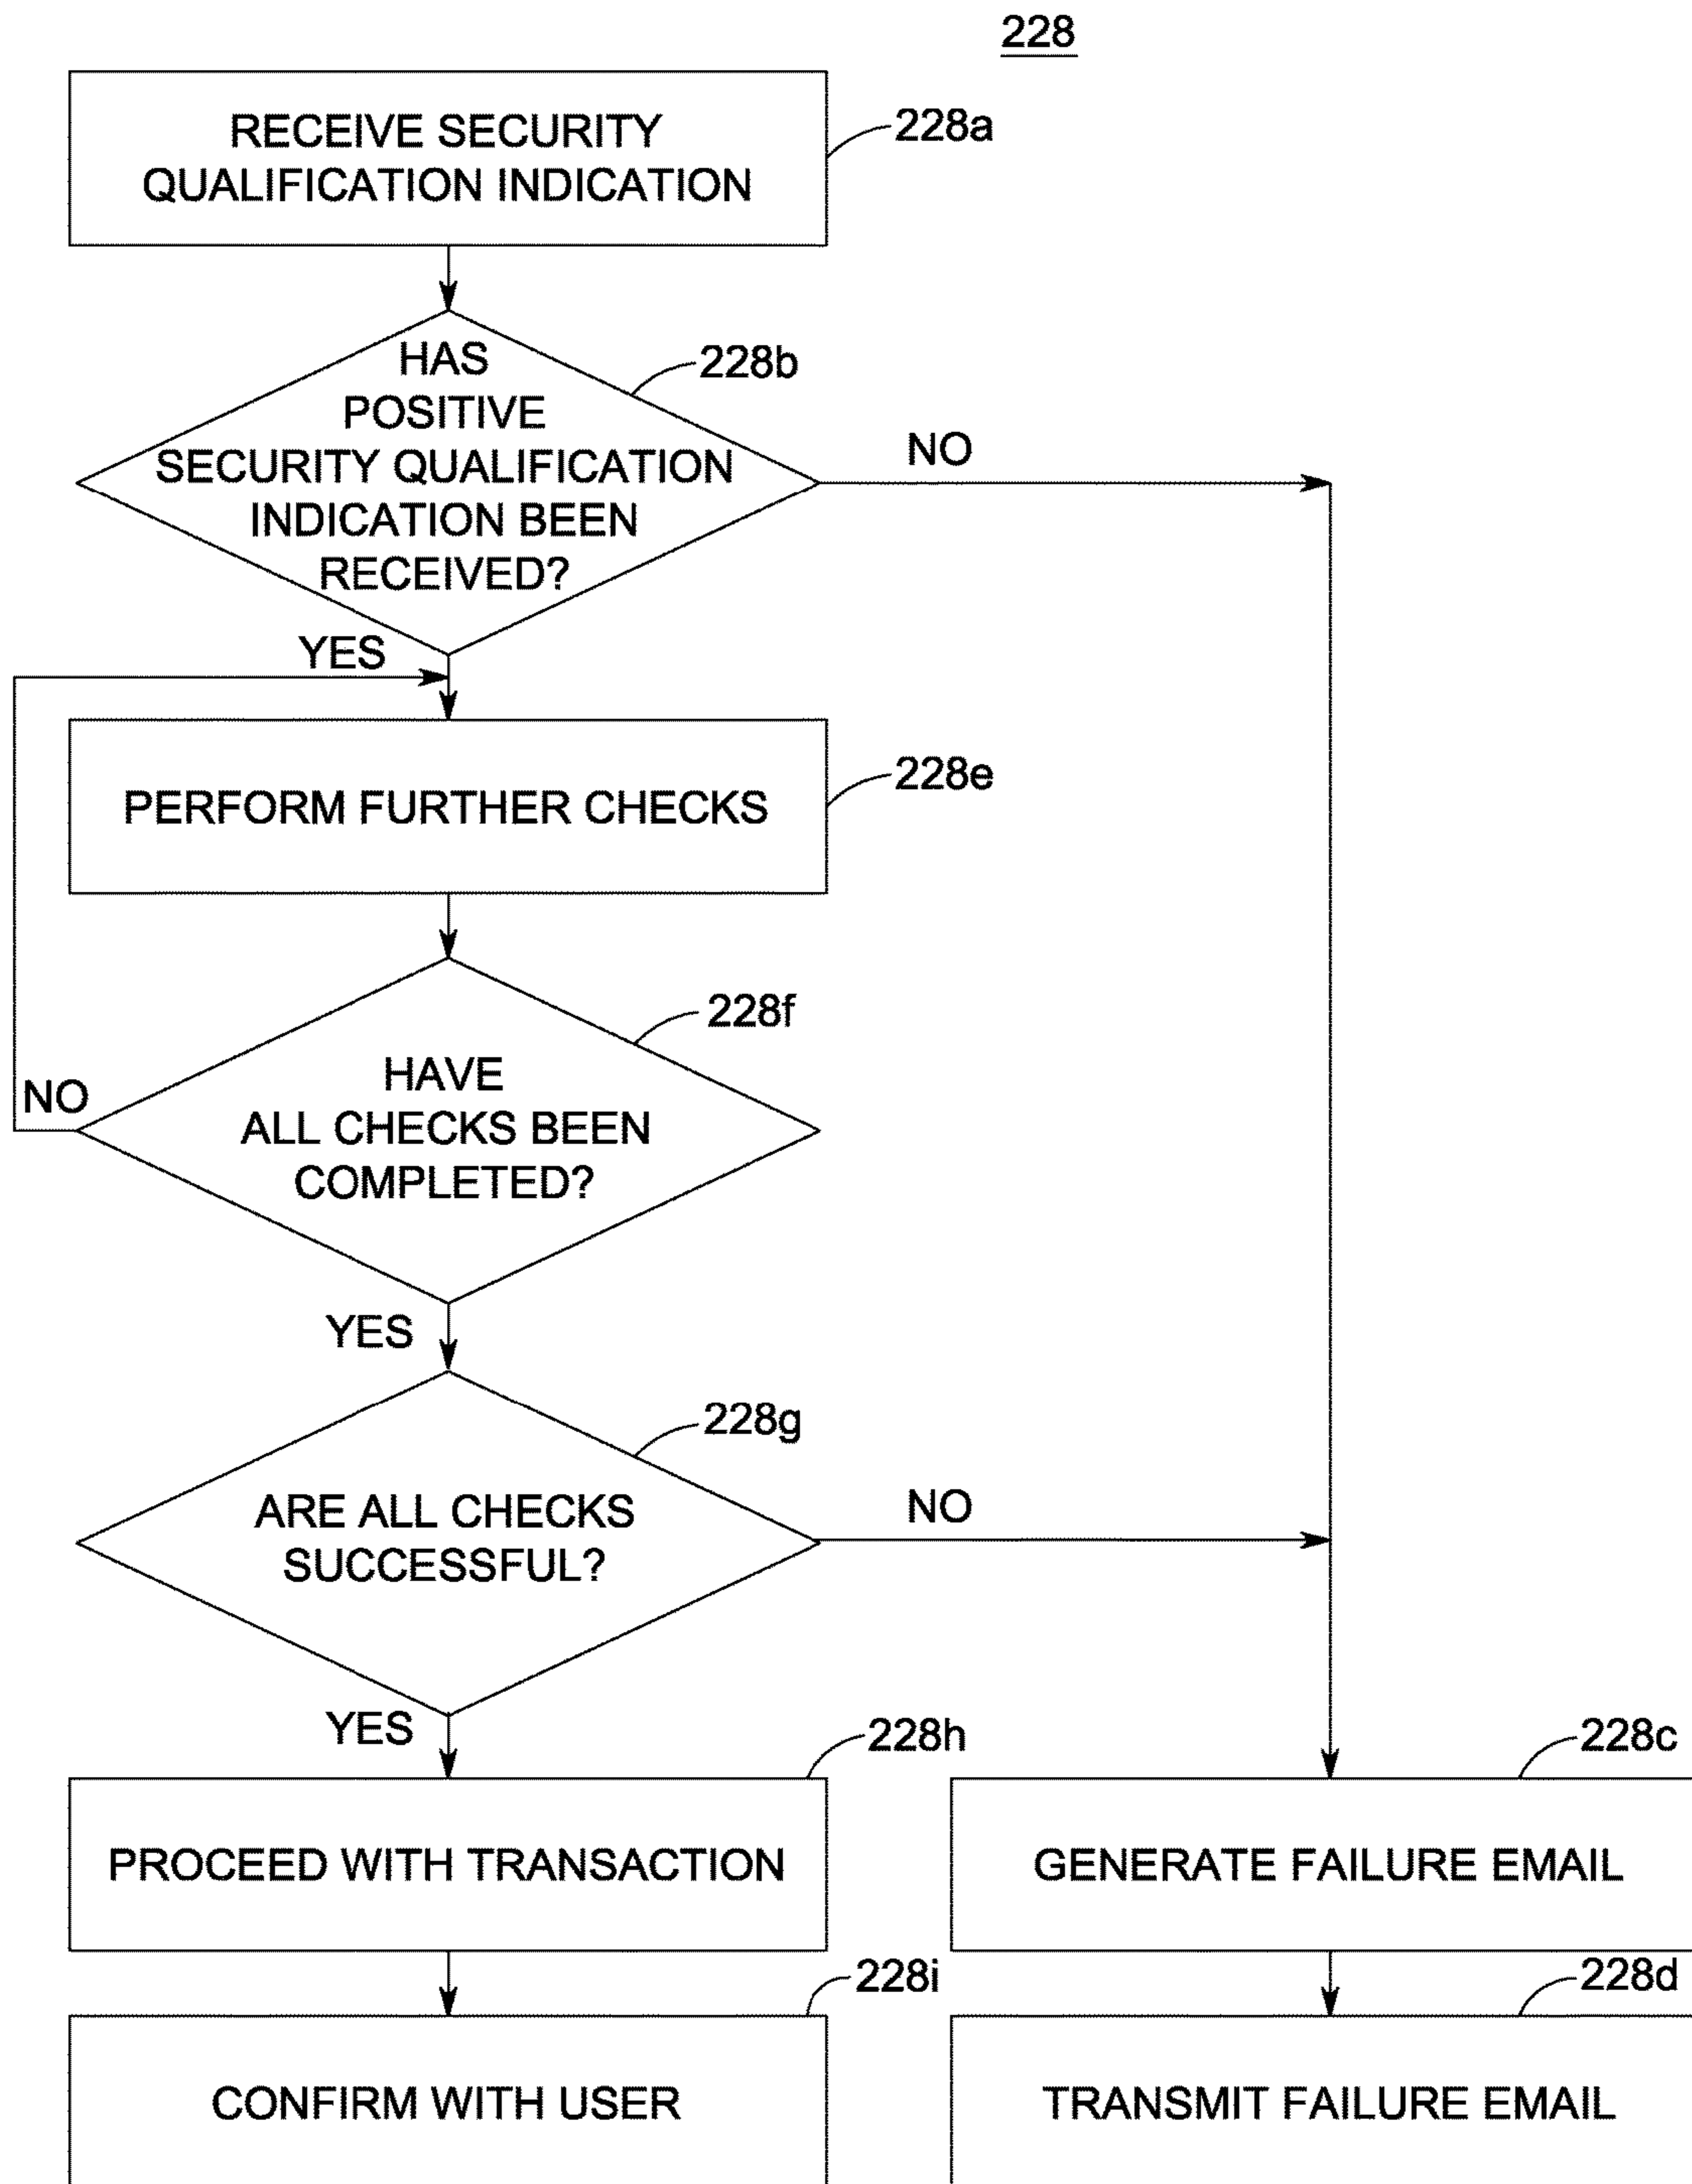 228
RECEIVE SECURITY
QUALIFICATION INDICATION
228a
HAS
POSITIVE
SECURITY QUALIFICATION
INDICATION BEEN
RECEIVED?
228b
NO
YES
PERFORM FURTHER CHECKS
228e
HAVE
ALL CHECKS BEEN
COMPLETED?
228f
NO
YES
ARE ALL CHECKS
SUCCESSFUL?
228g
NO
YES
PROCEED WITH TRANSACTION
228h
GENERATE FAILURE EMAIL
228c
CONFIRM WITH USER
228i
TRANSMIT FAILURE EMAIL
228d